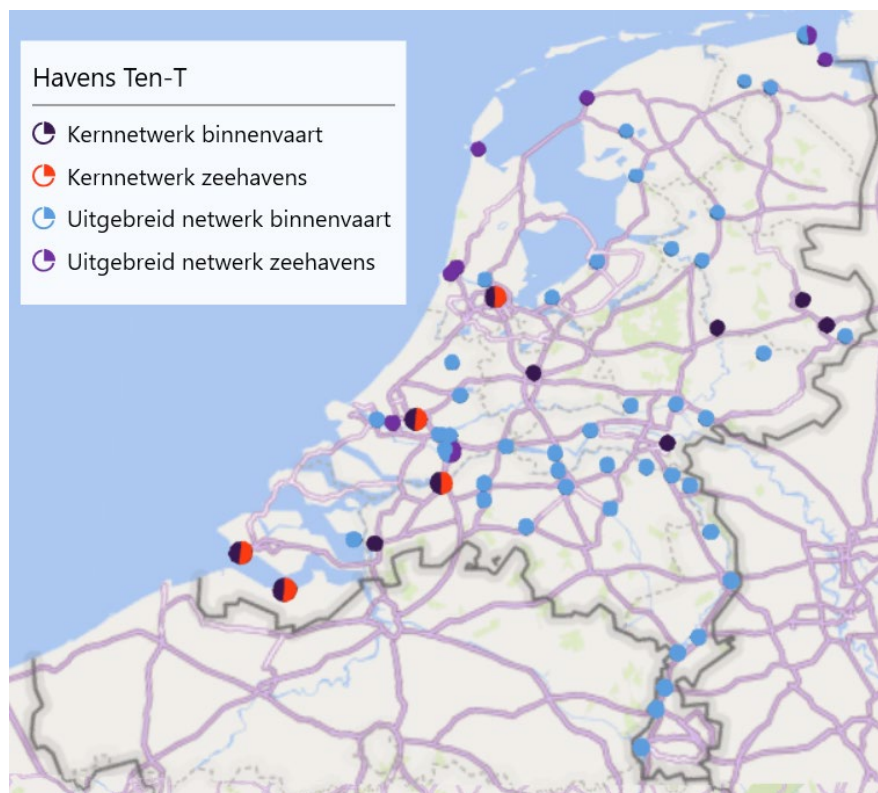 Havens Ten-T
Kernnetwerk binnenvaart
Kernnetwerk zeehavens
Uitgebreid netwerk binnenvaart
Uitgebreid netwerk zeehavens